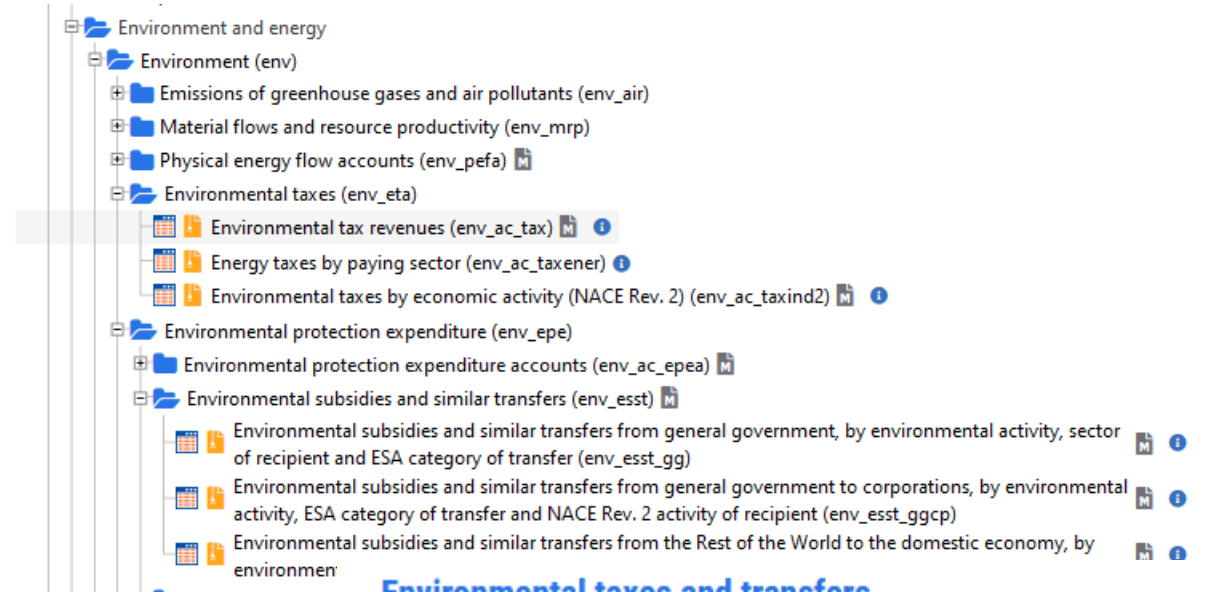 Environment and energy
Environment (env)
Emissions of greenhouse gases and air pollutants (env_air)
Material flows and resource productivity (env_mrp)
Physical energy flow accounts (env_pefa) M
Environmental taxes (env_eta)
Environmental tax revenues (env_ac_tax) M i
Energy taxes by paying sector (env_ac_taxener) i
Environmental taxes by economic activity (NACE Rev. 2) (env_ac_taxind2) M i
Environmental protection expenditure (env_epe)
Environmental protection expenditure accounts (env_ac_epea) M
Environmental subsidies and similar transfers (env_esst) M
Environmental subsidies and similar transfers from general government, by environmental activity, sector
of recipient and ESA category of transfer (env_esst_gg) M i
Environmental subsidies and similar transfers from general government to corporations, by environmental
activity, ESA category of transfer and NACE Rev. 2 activity of recipient (env_esst_ggcp) M i
Environmental subsidies and similar transfers from the Rest of the World to the domestic economy, by M i
Environmental taxes and transfers